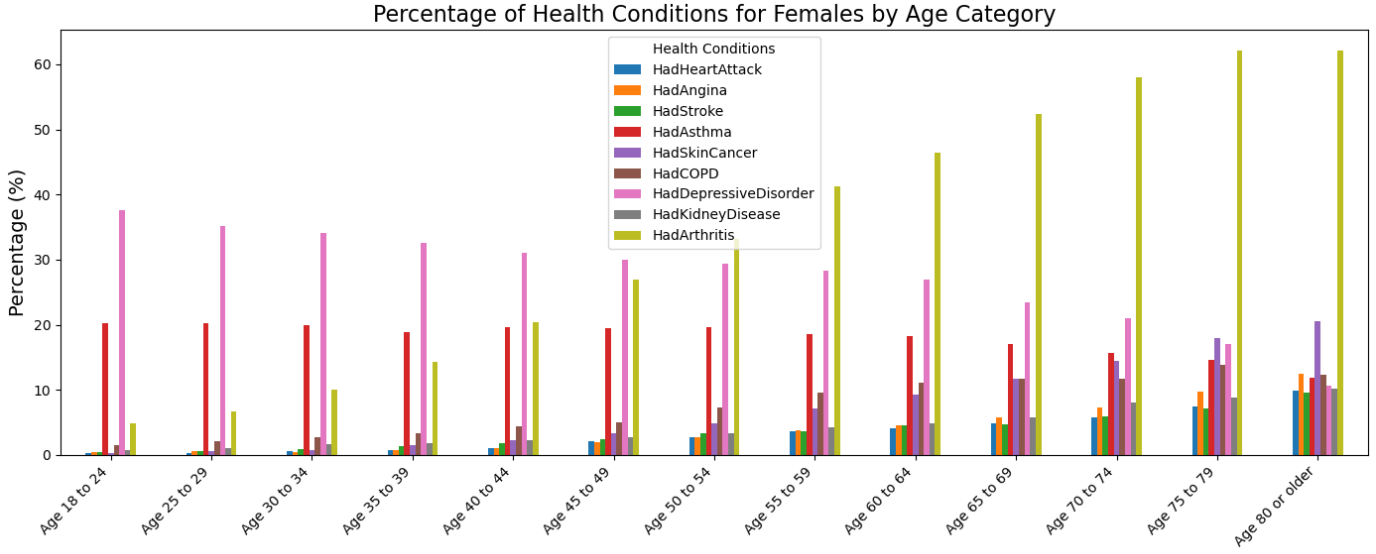 Percentage of Health Conditions for Females by Age Category
Percentage (%)
60
50
40
30
20
10
0
Health Conditions
HadHeartAttack
HadAngina
HadStroke
HadAsthma
HadSkinCancer
HadCOPD
HadDepressiveDisorder
HadKidneyDisease
HadArthritis
Age 18 to 24
Age 25 to 29
Age 30 to 34
Age 35 to 39
Age 40 to 44
Age 45 to 49
Age 50 to 54
Age 55 to 59
Age 60 to 64
Age 65 to 69
Age 70 to 74
Age 75 to 79
Age 80 or older